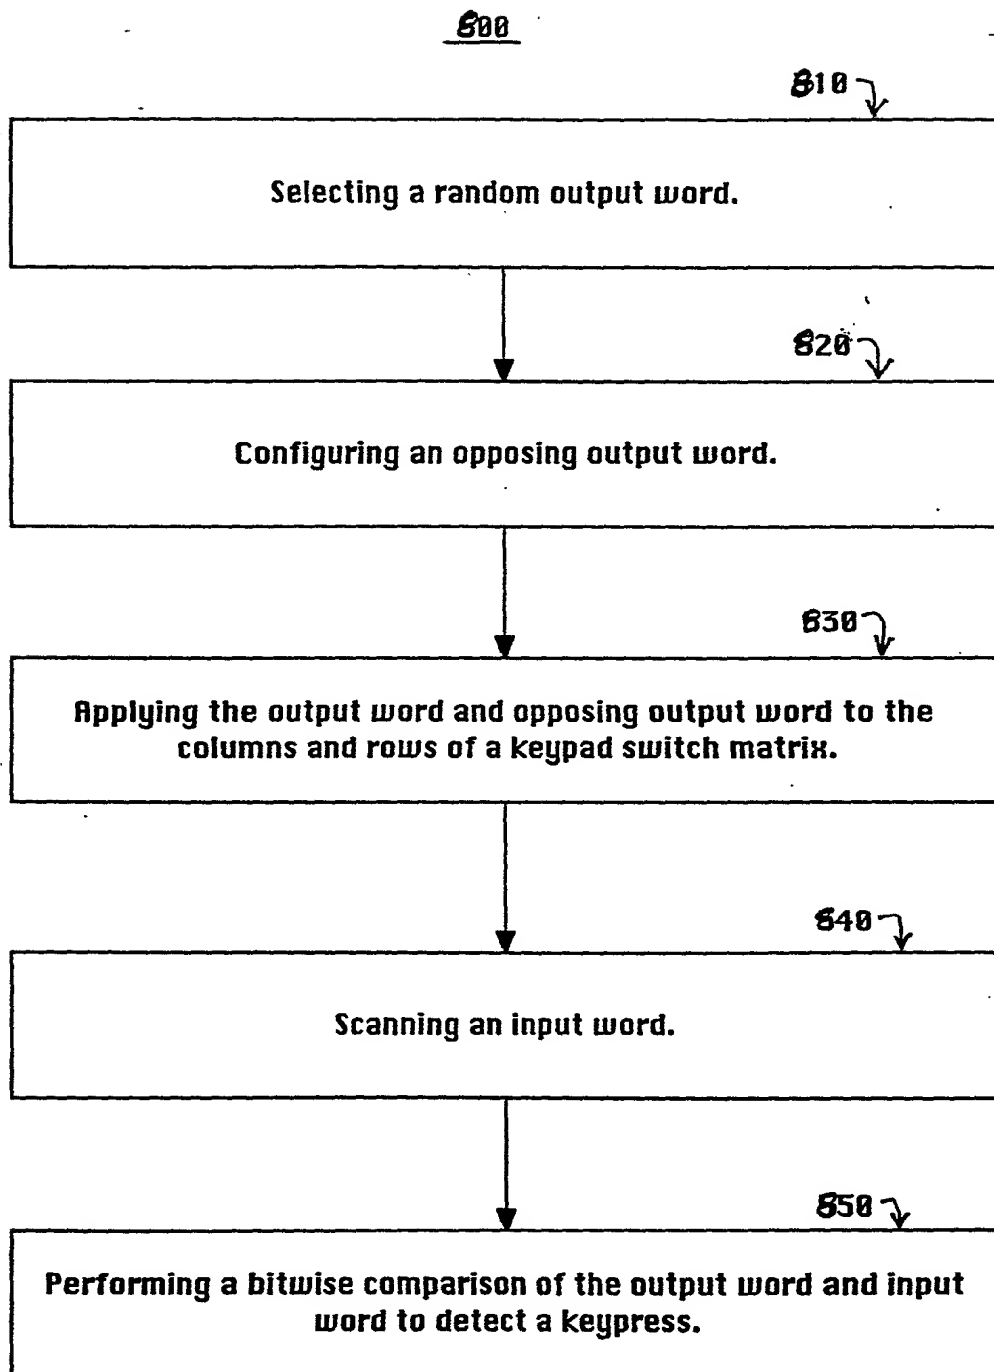 800
810
Selecting a random output word.
820
Configuring an opposing output word.
830
Applying the output word and opposing output word to the
columns and rows of a keypad switch matrix.
840
Scanning an input word.
850
Performing a bitwise comparison of the output word and input
word to detect a keypress.